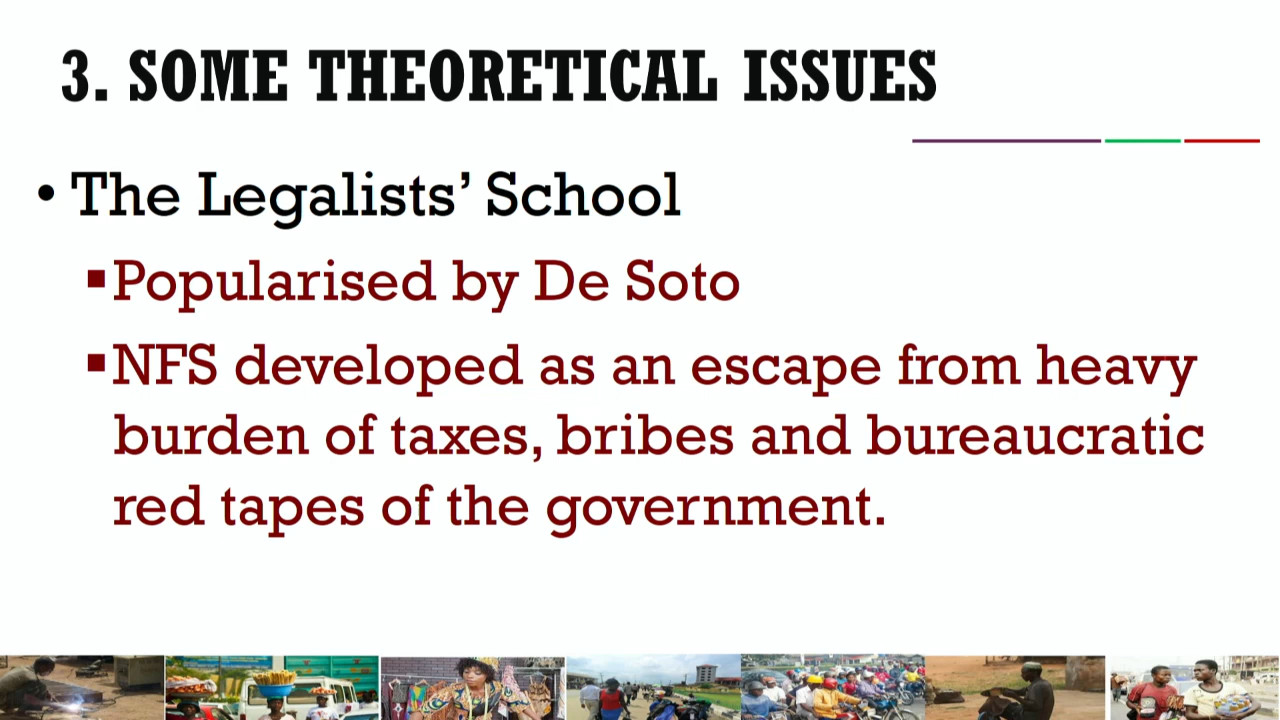 3. SOME THEORETICAL ISSUES
• The Legalists’ School
▪Popularised by De Soto
▪NFS developed as an escape from heavy
burden of taxes, bribes and bureaucratic
red tapes of the government.